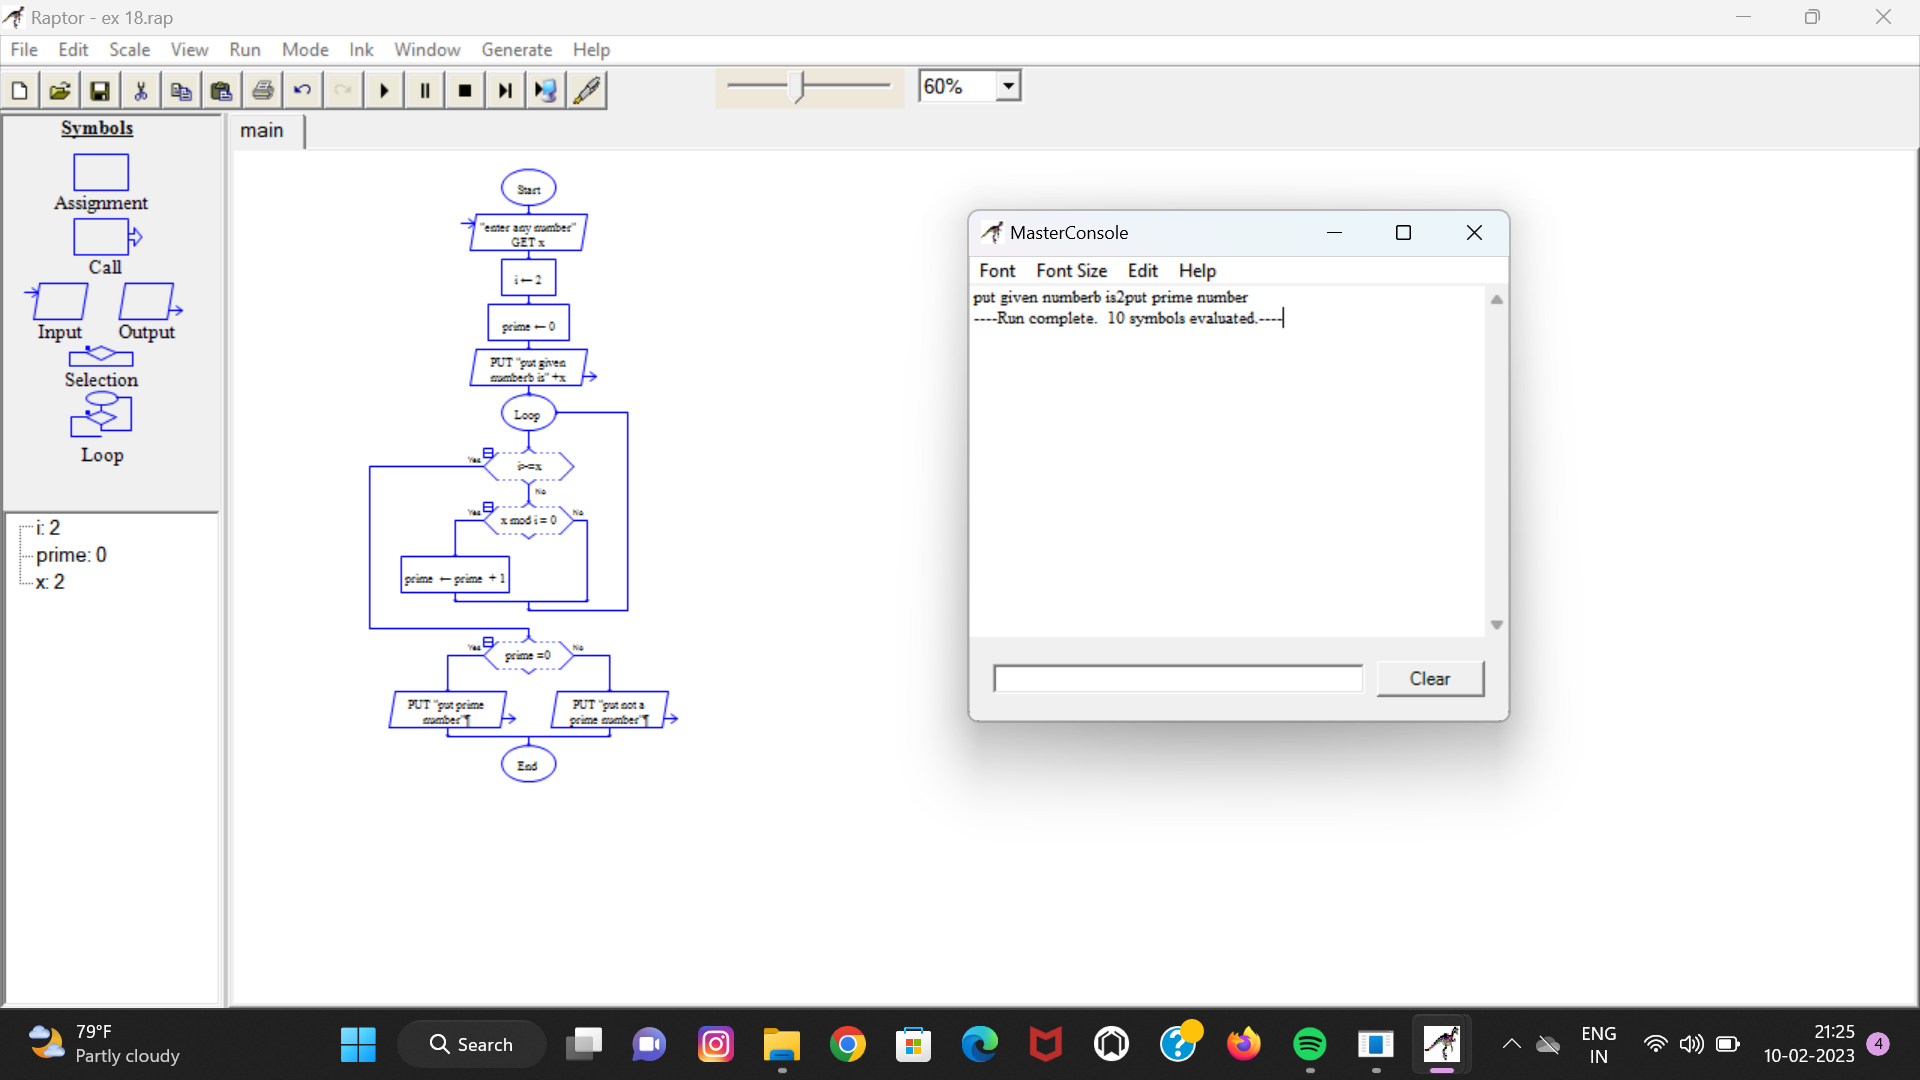 Raptor - ex 18.rap
File Edit Scale View Run Mode Ink Window Generate Help
60%
Symbols
Assignment
Call
Input Output
Selection
Loop
i: 2
prime: 0
x: 2
main
Start
"enter any number"
GET x
i ← 2
prime ← 0
PUT "put given
numberb is" +x
Loop
Yes
i>=x
No
Yes
x mod i = 0
No
prime ← prime + 1
Yes
prime =0
No
PUT "put prime
number"¶
PUT "put not a
prime number"¶
End
MasterConsole
Font Font Size Edit Help
put given numberb is2put prime number
----Run complete. 10 symbols evaluated.----
Clear
79°F
Partly cloudy
Search
ENG
IN
21:25
10-02-2023
4